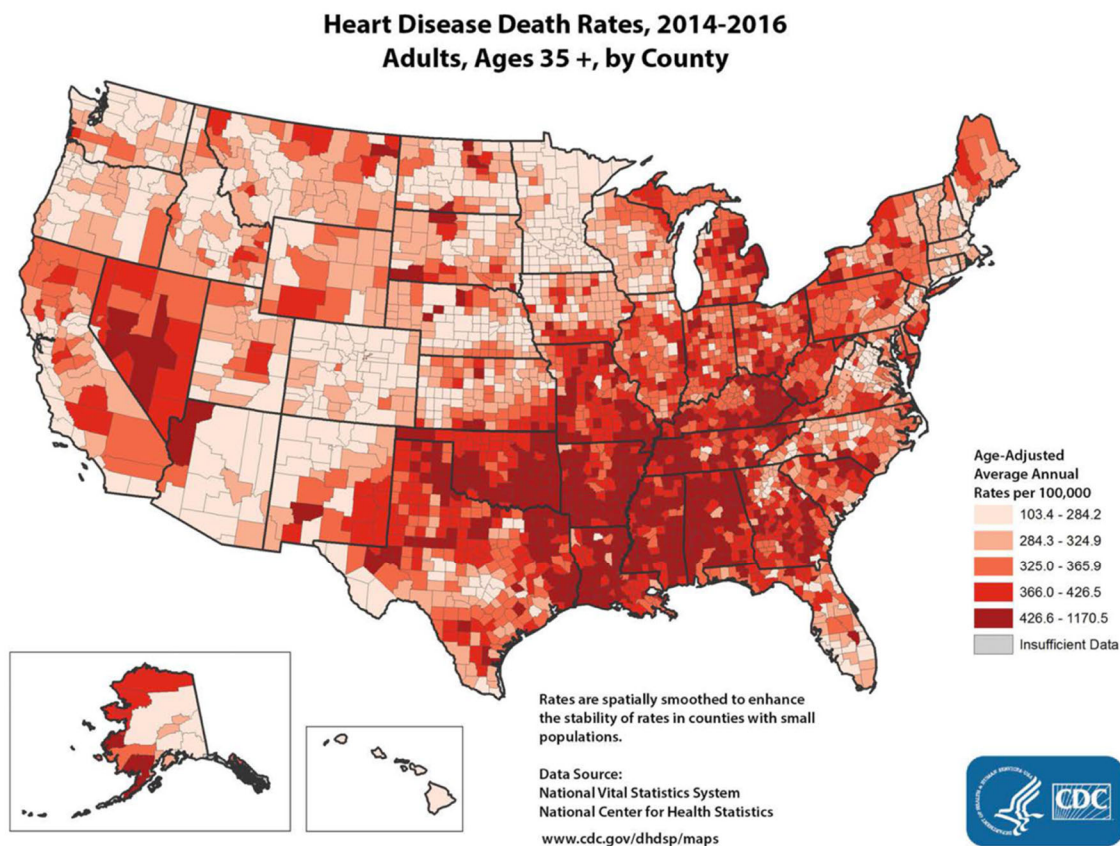 Heart Disease Death Rates, 2014-2016
Adults, Ages 35 +, by County
Age-Adjusted
Average Annual
Rates per 100,000
103.4 - 284.2
284.3 - 324.9
325.0 - 365.9
366.0 - 426.5
426.6 - 1170.5
Insufficient Data
Rates are spatially smoothed to enhance
the stability of rates in counties with small
populations.
Data Source:
National Vital Statistics System
National Center for Health Statistics
www.cdc.gov/dhdsp/maps
CDC